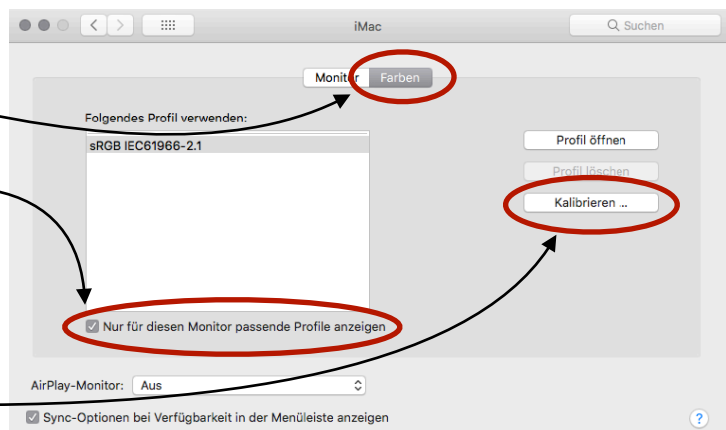 iMac
Suchen
Monitor Farben
Folgendes Profil verwenden:
sRGB IEC61966-2.1
Profil öffnen
Profil löschen
Kalibrieren ...
Nur für diesen Monitor passende Profile anzeigen
AirPlay-Monitor: Aus
Sync-Optionen bei Verfügbarkeit in der Menüleiste anzeigen
?